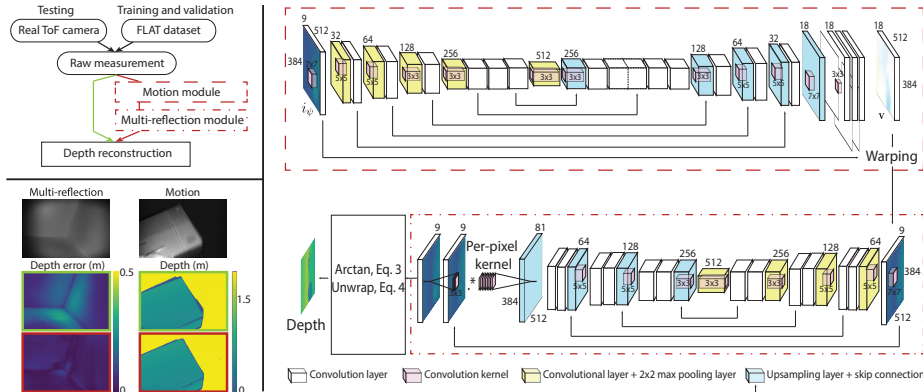 Testing
Training and validation
Real ToF camera
FLAT dataset
Raw measurement
Motion module
Multi-reflection module
Depth reconstruction
Multi-reflection
Motion
Depth error (m)
0.5
0
Depth (m)
1.5
9
512
384
7x7
i_ψ
32
5x5
64
5x5
128
3x3
256
3x3
512
3x3
256
3x3
128
3x3
64
5x5
32
5x5
18
7x7
3x3
18
512
384
v
Warping
Depth
Arctan, Eq. 3
Unwrap, Eq. 4
9
9
3x3
.*
Per-pixel
kernel
81
384
512
64
5x5
128
5x5
256
3x3
512
3x3
256
3x3
128
5x5
64
5x5
9
384
7x7
512
Convolution layer
Convolution kernel
Convolutional layer + 2x2 max pooling layer
Upsampling layer + skip connection